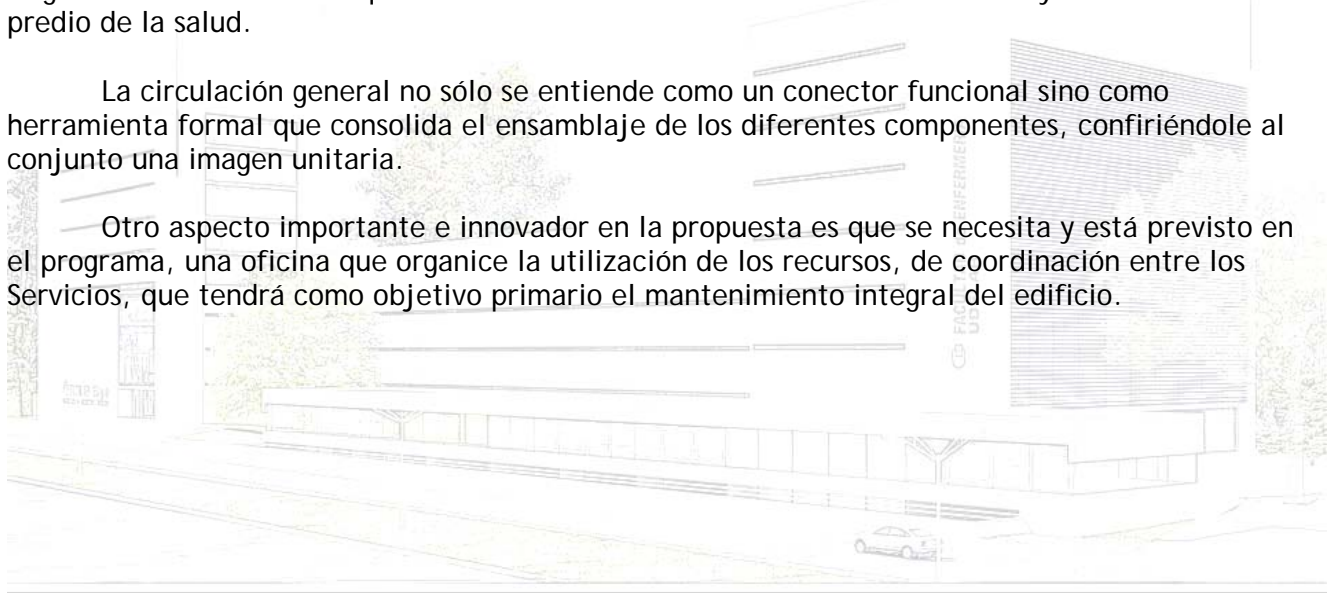 predio de la salud.
La circulación general no sólo se entiende como un conector funcional sino como
herramienta formal que consolida el ensamblaje de los diferentes componentes, confiriéndole al
conjunto una imagen unitaria.
Otro aspecto importante e innovador en la propuesta es que se necesita y está previsto en
el programa, una oficina que organice la utilización de los recursos, de coordinación entre los
Servicios, que tendrá como objetivo primario el mantenimiento integral del edificio.